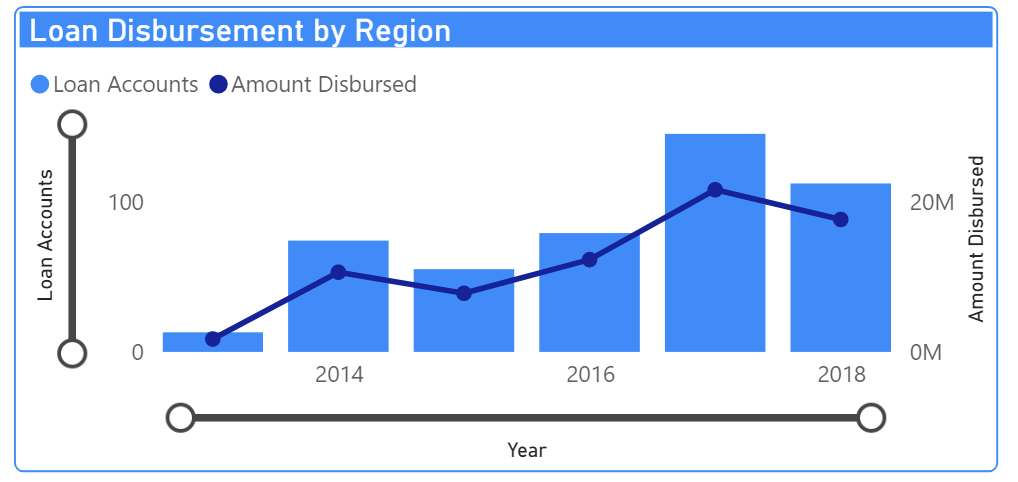 Loan Disbursement by Region
Loan Accounts Amount Disbursed
Loan Accounts
100
0
20M
0M
Amount Disbursed
2014 2016 2018
Year